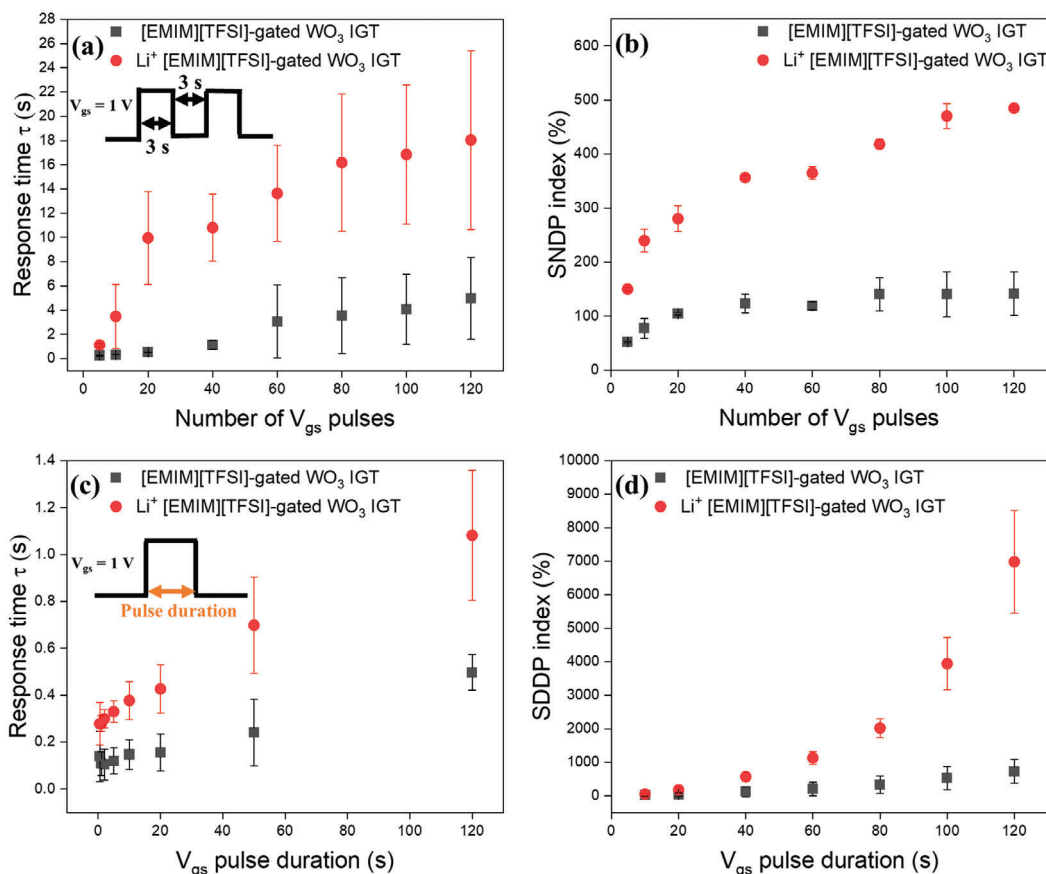 (a)
[EMIM][TFSI]-gated WO3 IGT
Li+ [EMIM][TFSI]-gated WO3 IGT
3 s
Vgs = 1 V
3 s
Response time τ (s)
28
26
24
22
20
18
16
14
12
10
8
6
4
2
0
0 20 40 60 80 100 120
Number of Vgs pulses
(b)
[EMIM][TFSI]-gated WO3 IGT
Li+ [EMIM][TFSI]-gated WO3 IGT
SNDP index (%)
600
500
400
300
200
100
0
0 20 40 60 80 100 120
Number of Vgs pulses
(c)
[EMIM][TFSI]-gated WO3 IGT
Li+ [EMIM][TFSI]-gated WO3 IGT
Vgs = 1 V
Pulse duration
Response time τ (s)
1.4
1.2
1.0
0.8
0.6
0.4
0.2
0.0
0 20 40 60 80 100 120
Vgs pulse duration (s)
(d)
[EMIM][TFSI]-gated WO3 IGT
Li+ [EMIM][TFSI]-gated WO3 IGT
SDDP index (%)
10000
9000
8000
7000
6000
5000
4000
3000
2000
1000
0
0 20 40 60 80 100 120
Vgs pulse duration (s)